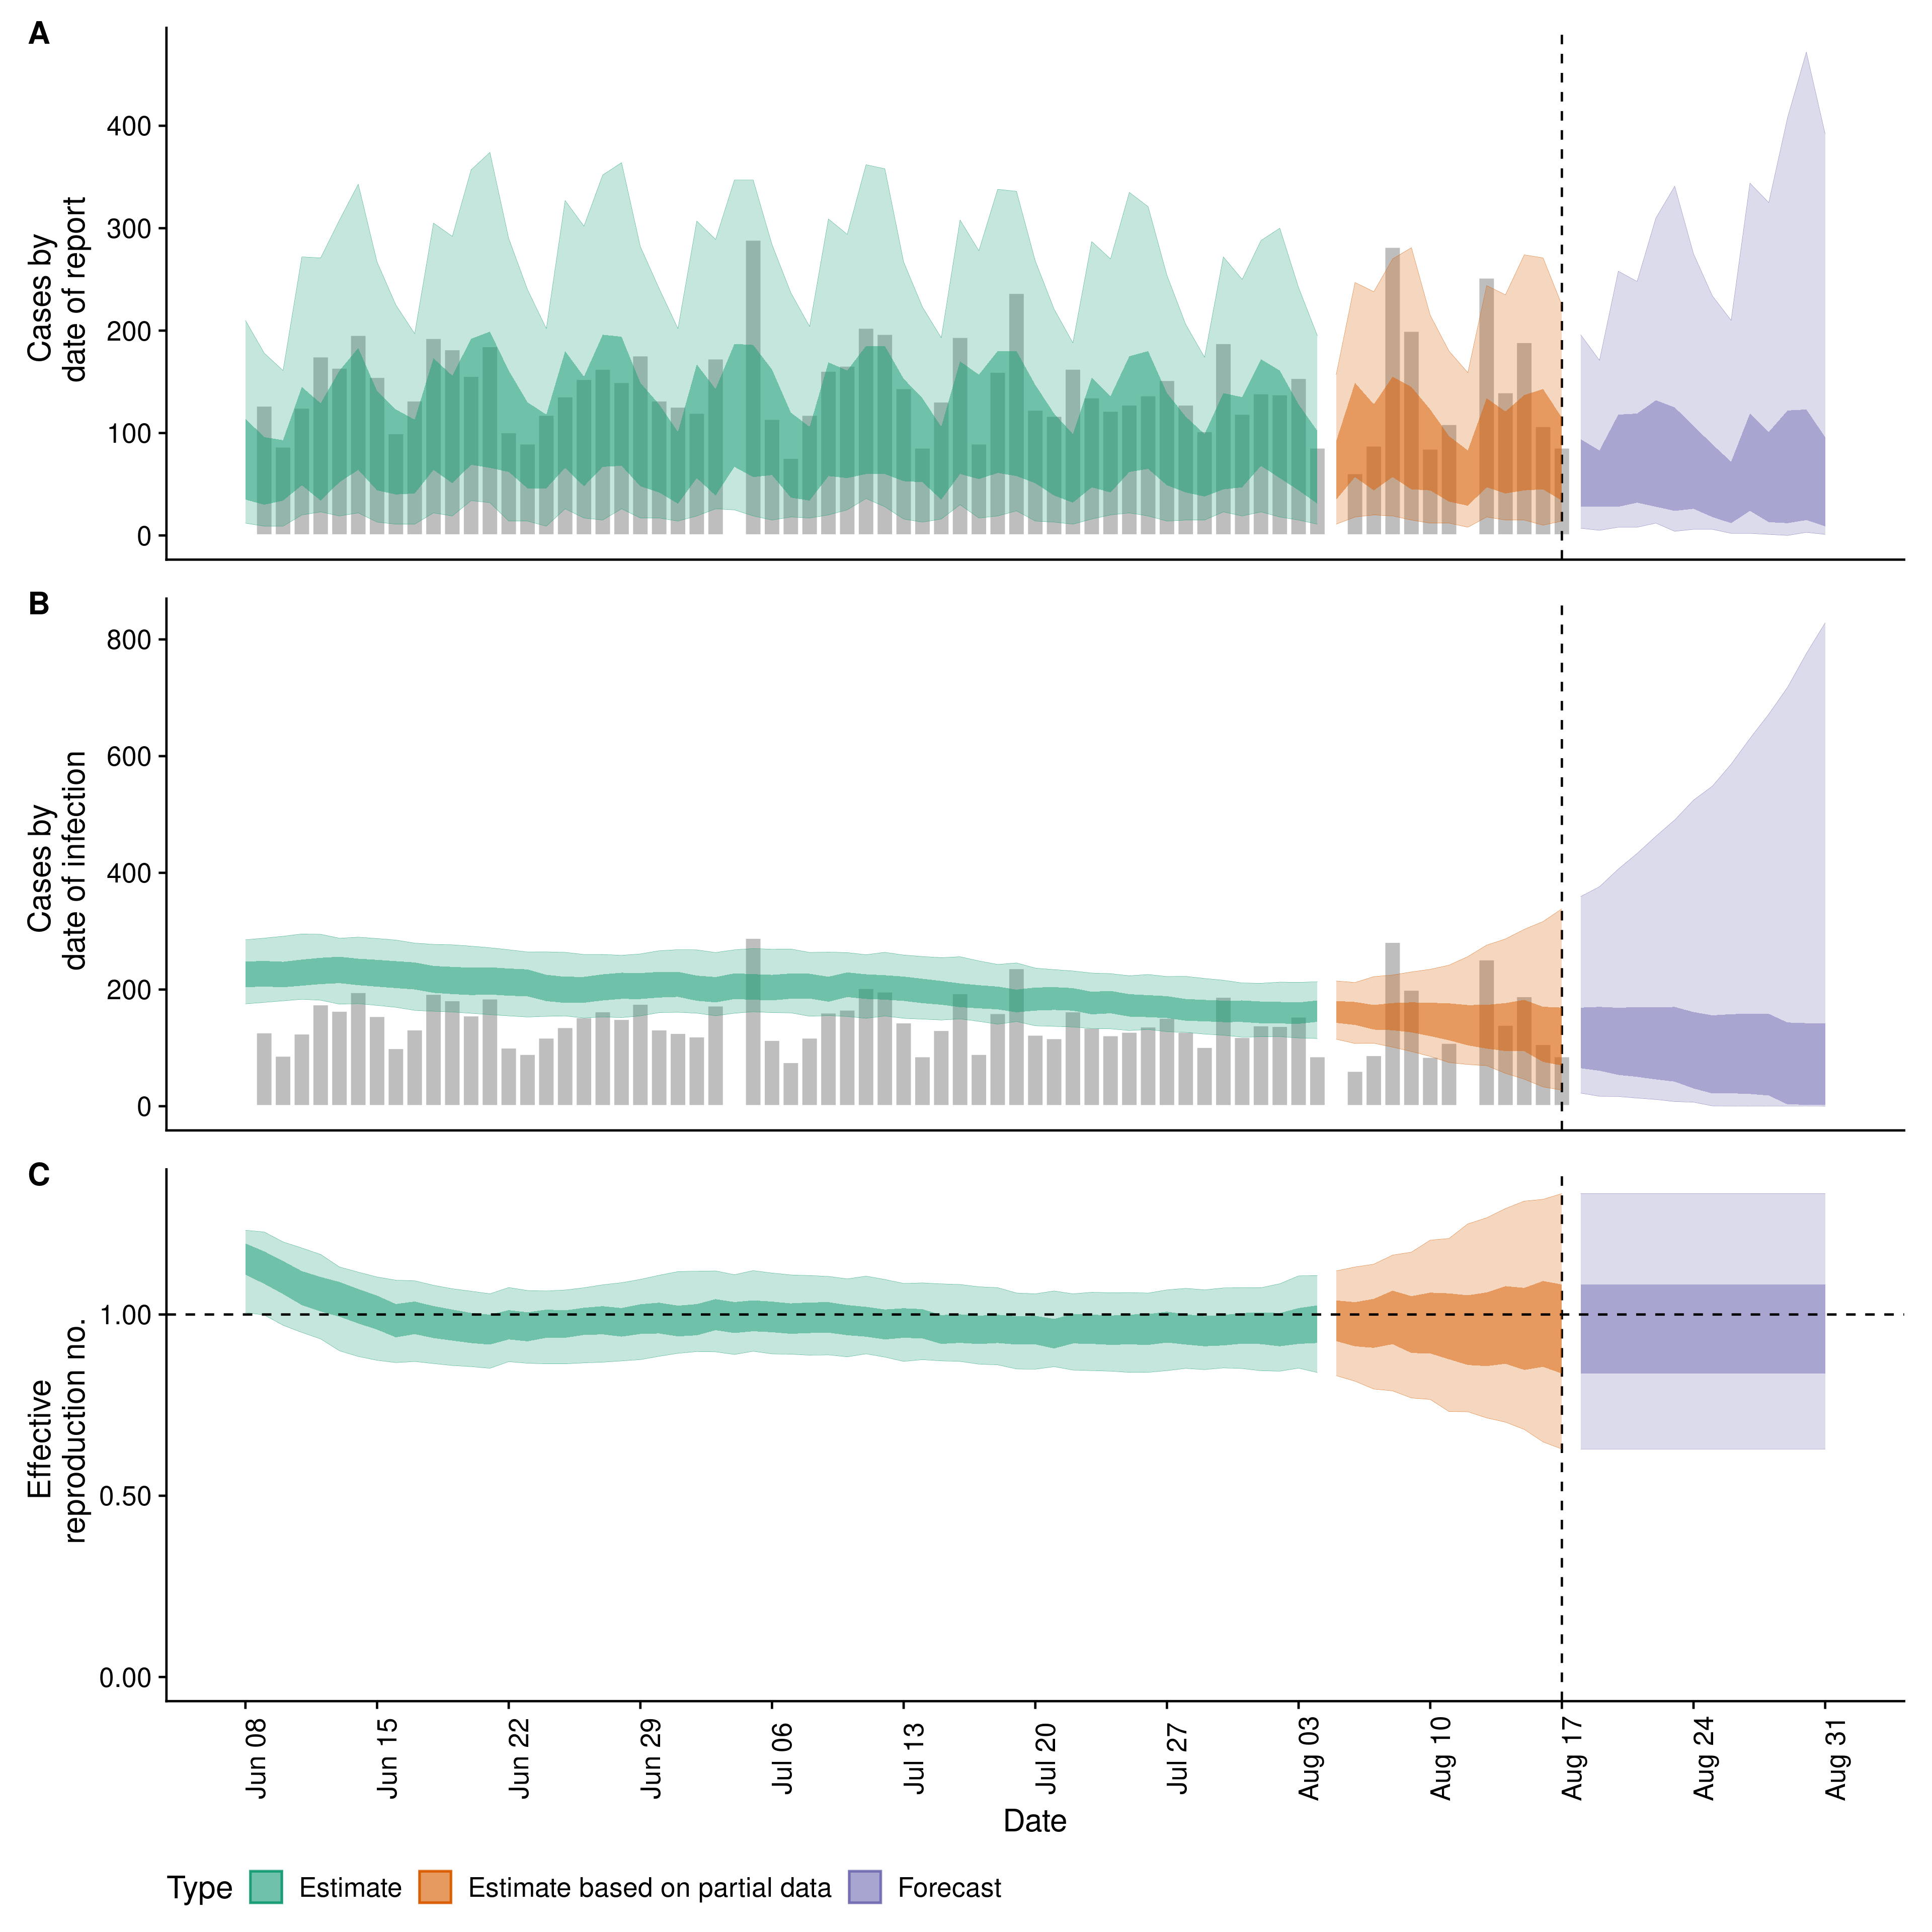 A
Cases by
date of report
400
300
200
100
0
B
Cases by
date of infection
800
600
400
200
0
C
Effective
reproduction no.
1.00
0.50
0.00
Jun 08
Jun 15
Jun 22
Jun 29
Jul 06
Jul 13
Jul 20
Jul 27
Aug 03
Aug 10
Aug 17
Aug 24
Aug 31
Date
Type Estimate Estimate based on partial data Forecast